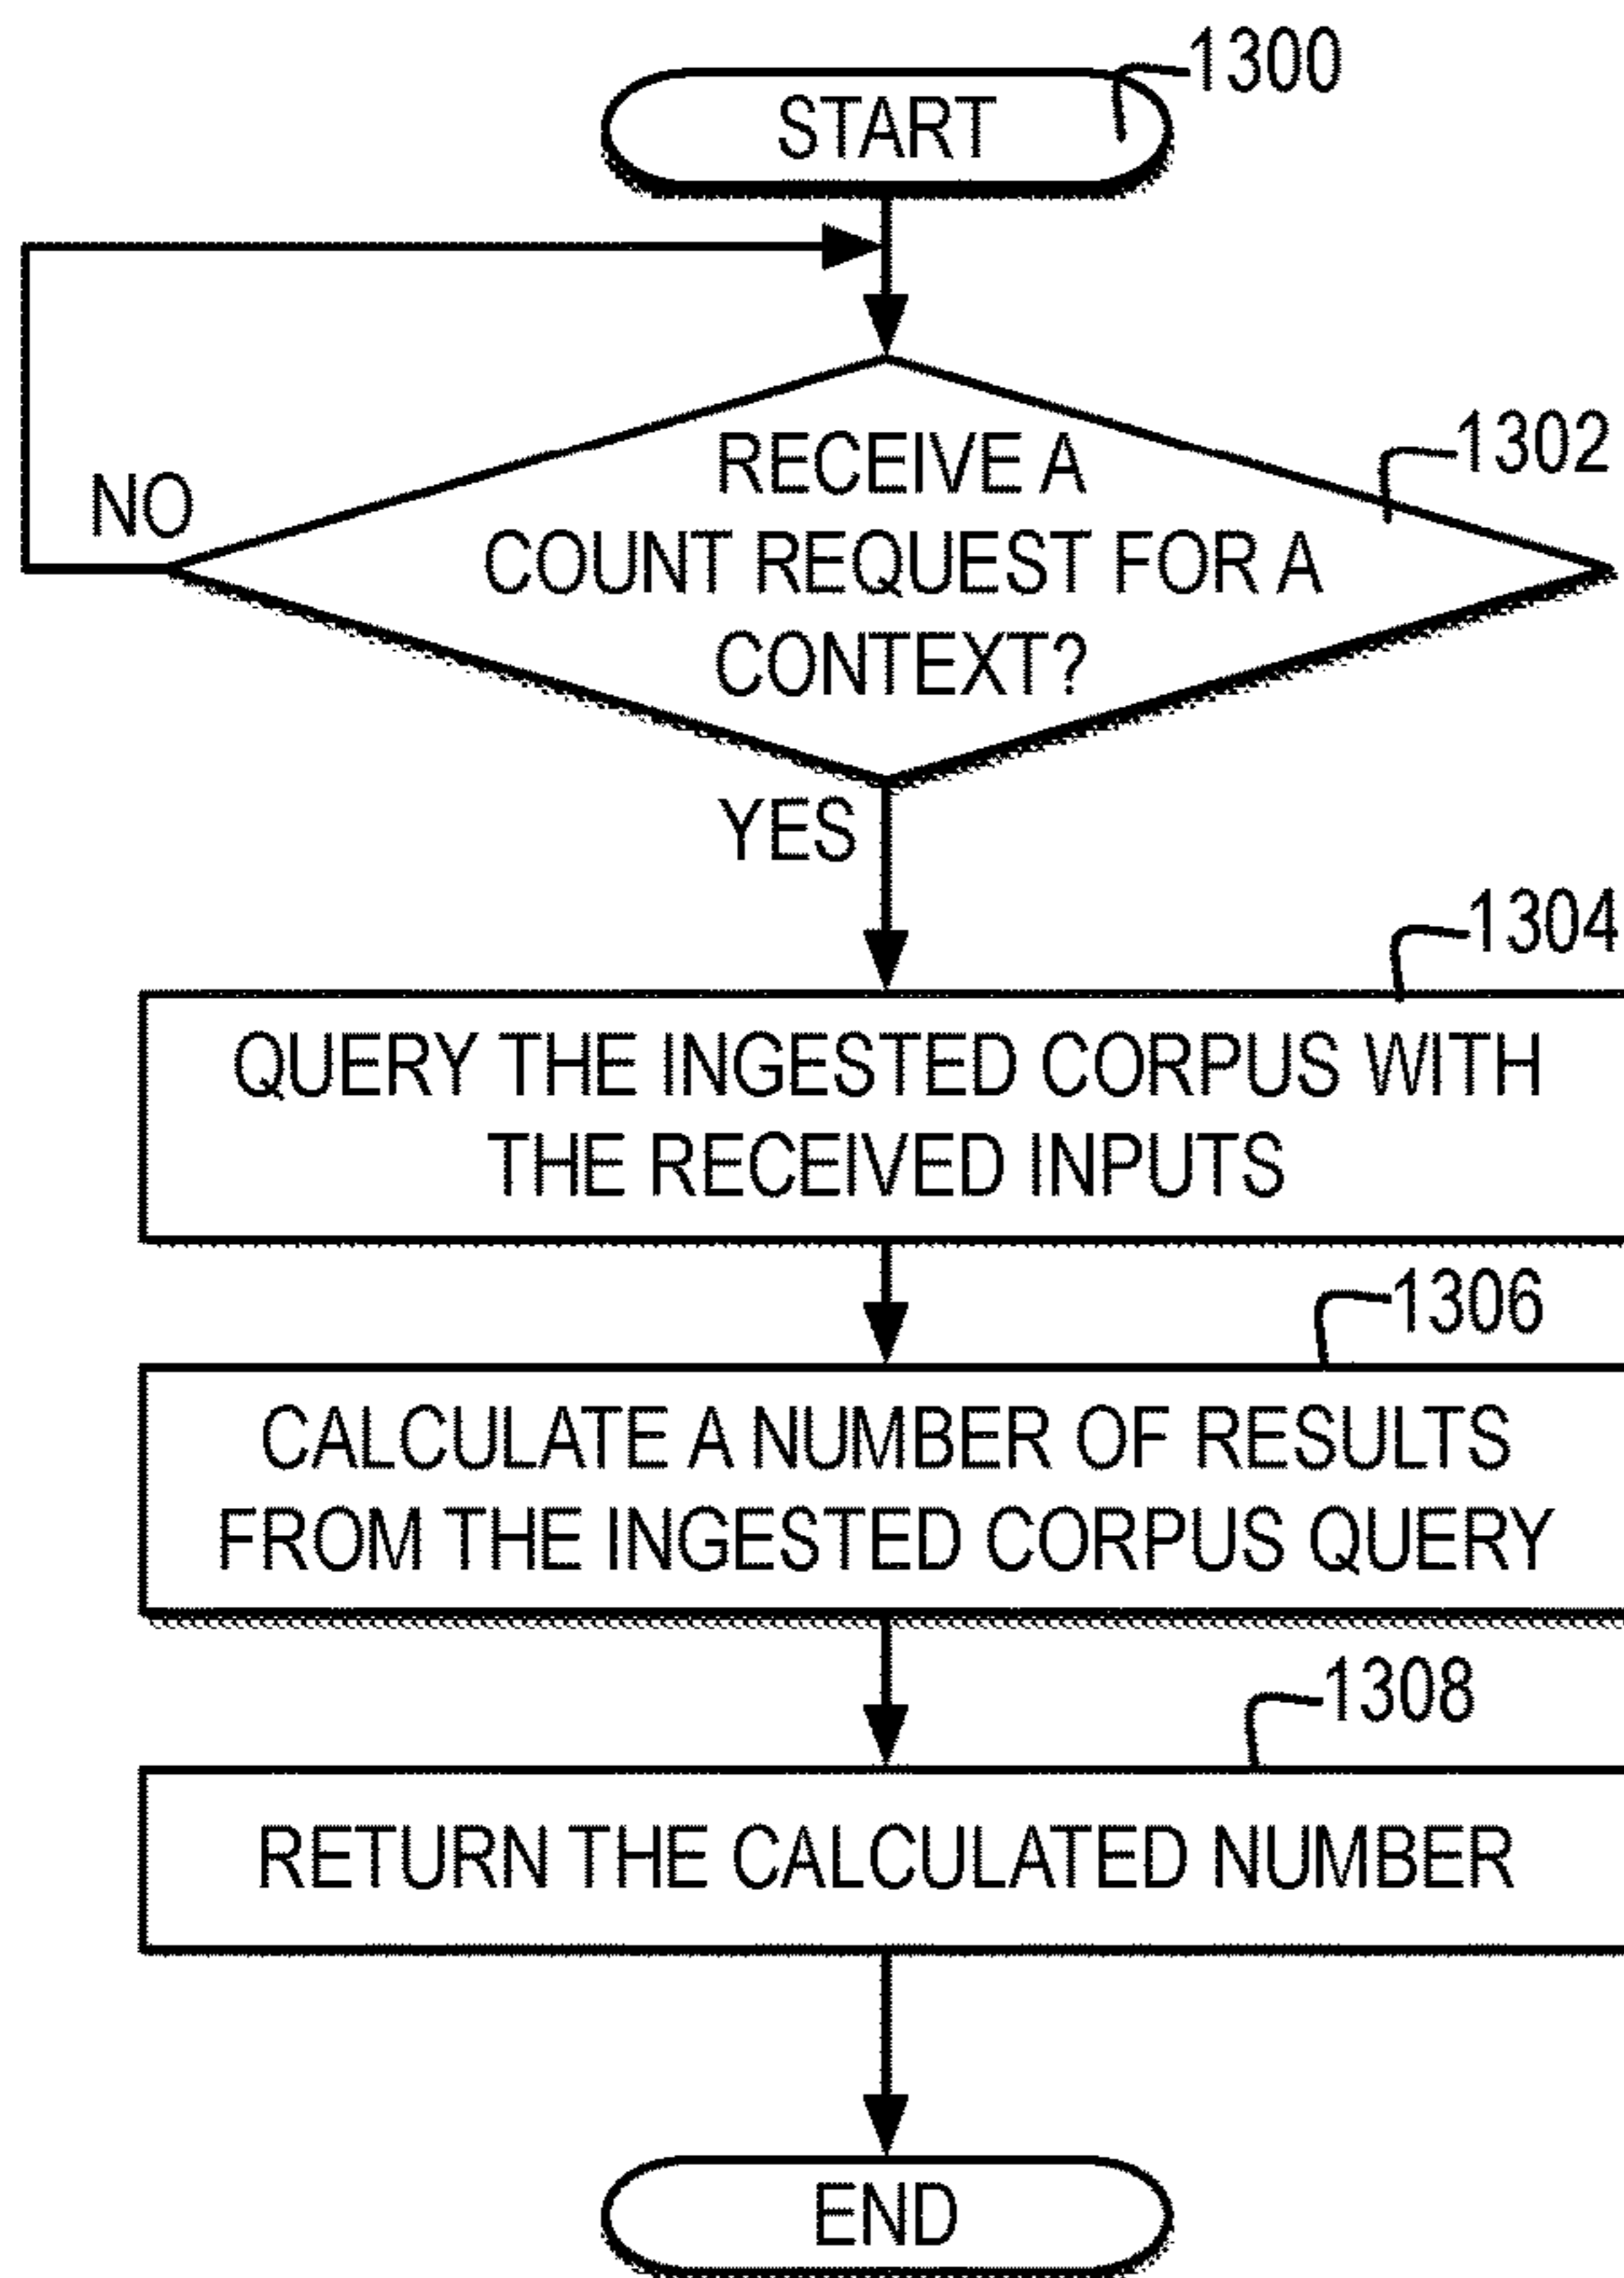 1300
START
1302
RECEIVE A
COUNT REQUEST FOR A
CONTEXT?
NO
YES
1304
QUERY THE INGESTED CORPUS WITH
THE RECEIVED INPUTS
1306
CALCULATE A NUMBER OF RESULTS
FROM THE INGESTED CORPUS QUERY
1308
RETURN THE CALCULATED NUMBER
END